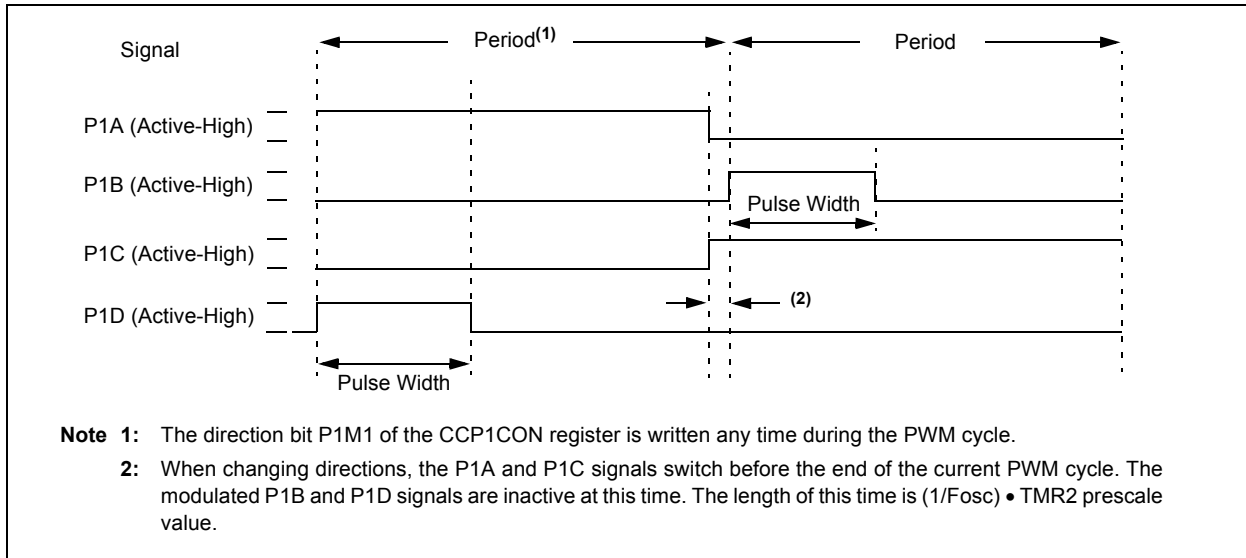 Signal
Period(1)
Period
P1A (Active-High)
P1B (Active-High)
Pulse Width
P1C (Active-High)
(2)
P1D (Active-High)
Pulse Width
Note 1: The direction bit P1M1 of the CCP1CON register is written any time during the PWM cycle.
2: When changing directions, the P1A and P1C signals switch before the end of the current PWM cycle. The
modulated P1B and P1D signals are inactive at this time. The length of this time is (1/Fosc) • TMR2 prescale
value.